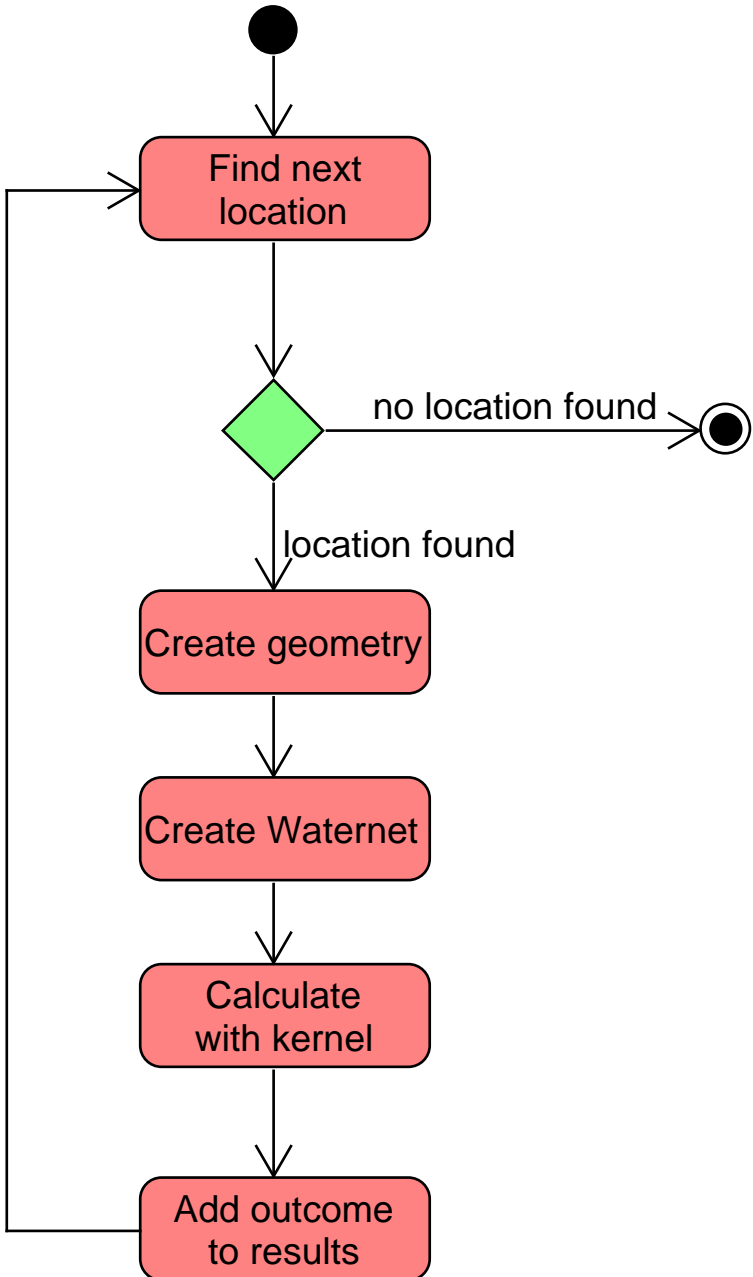 Find next
location
no location found
location found
Create geometry
Create Waternet
Calculate
with kernel
Add outcome
to results